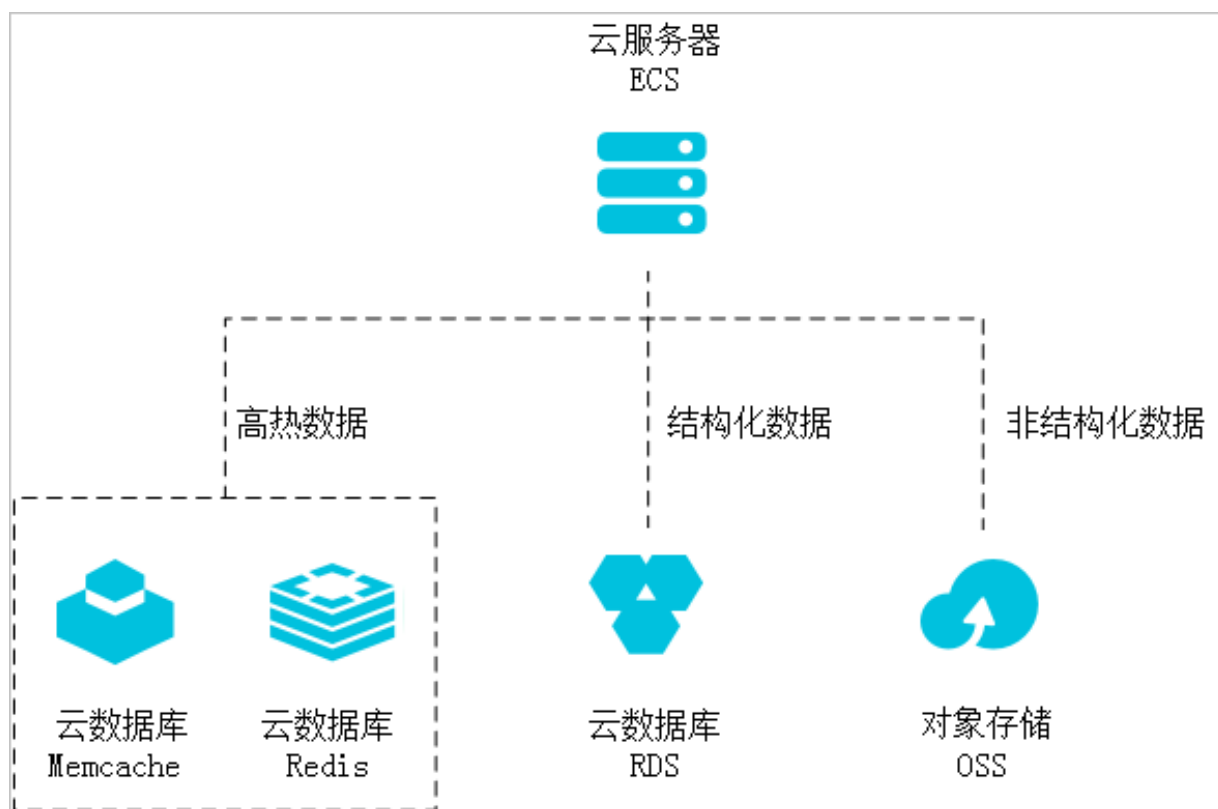 云服务器
ECS
高热数据
结构化数据
非结构化数据
云数据库
Memcache
云数据库
Redis
云数据库
RDS
对象存储
OSS